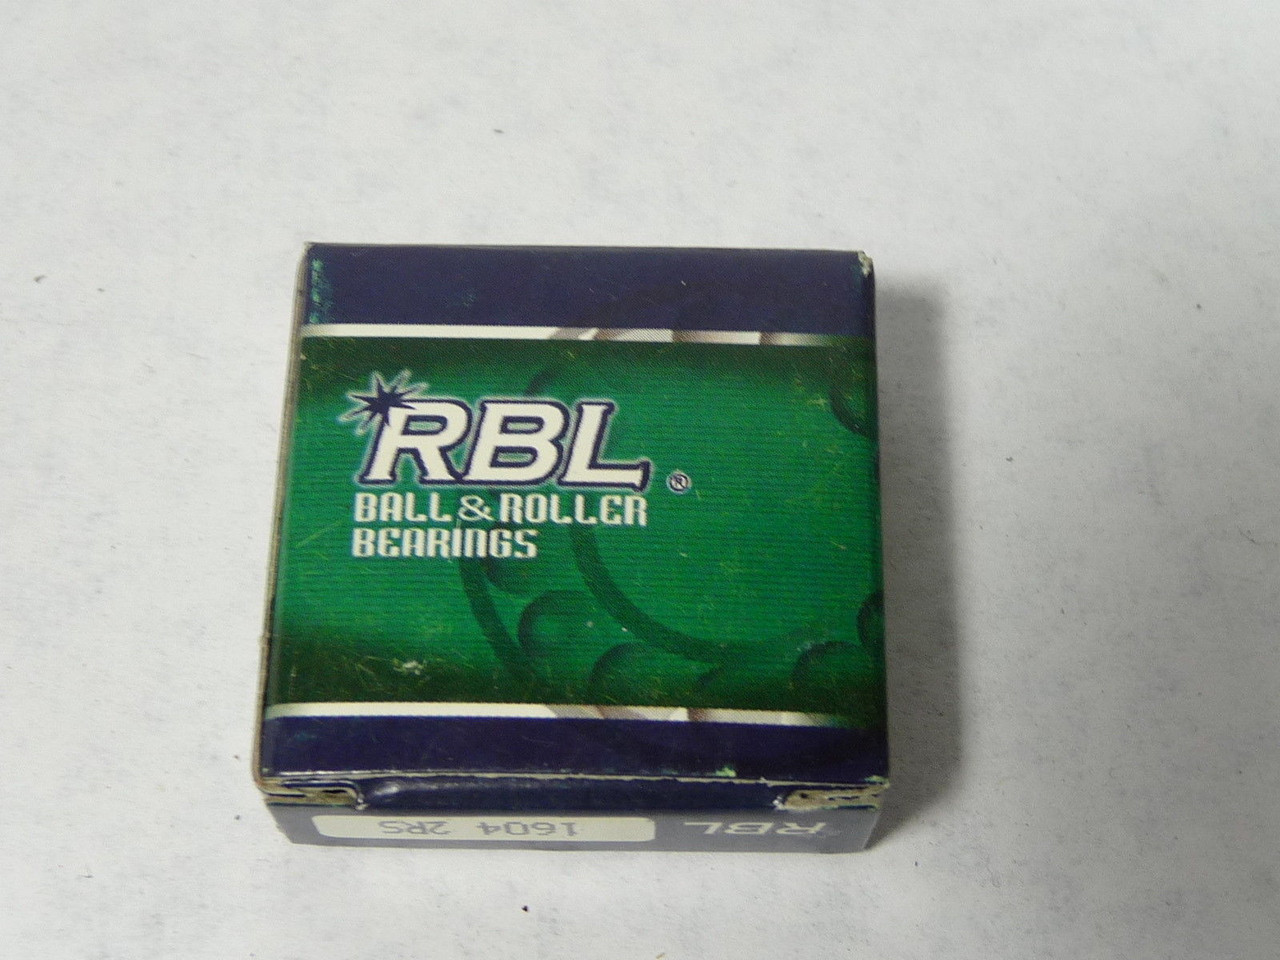 RBL®
BALL & ROLLER
BEARINGS
RBL
1604 2RS